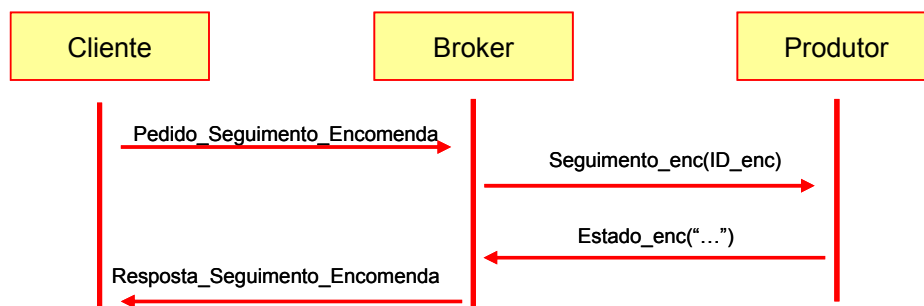 Cliente
Broker
Produtor
Pedido_Seguimento_Encomenda
Seguimento_enc(ID_enc)
Estado_enc(“…”)
Resposta_Seguimento_Encomenda